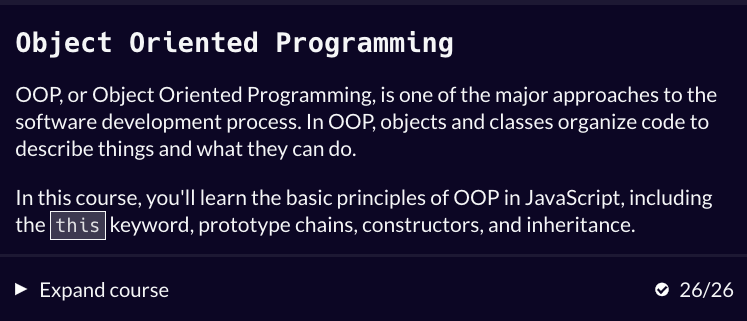 Object Oriented Programming
OOP, or Object Oriented Programming, is one of the major approaches to the
software development process. In OOP, objects and classes organize code to
describe things and what they can do.
In this course, you'll learn the basic principles of OOP in JavaScript, including
the this keyword, prototype chains, constructors, and inheritance.
Expand course 26/26